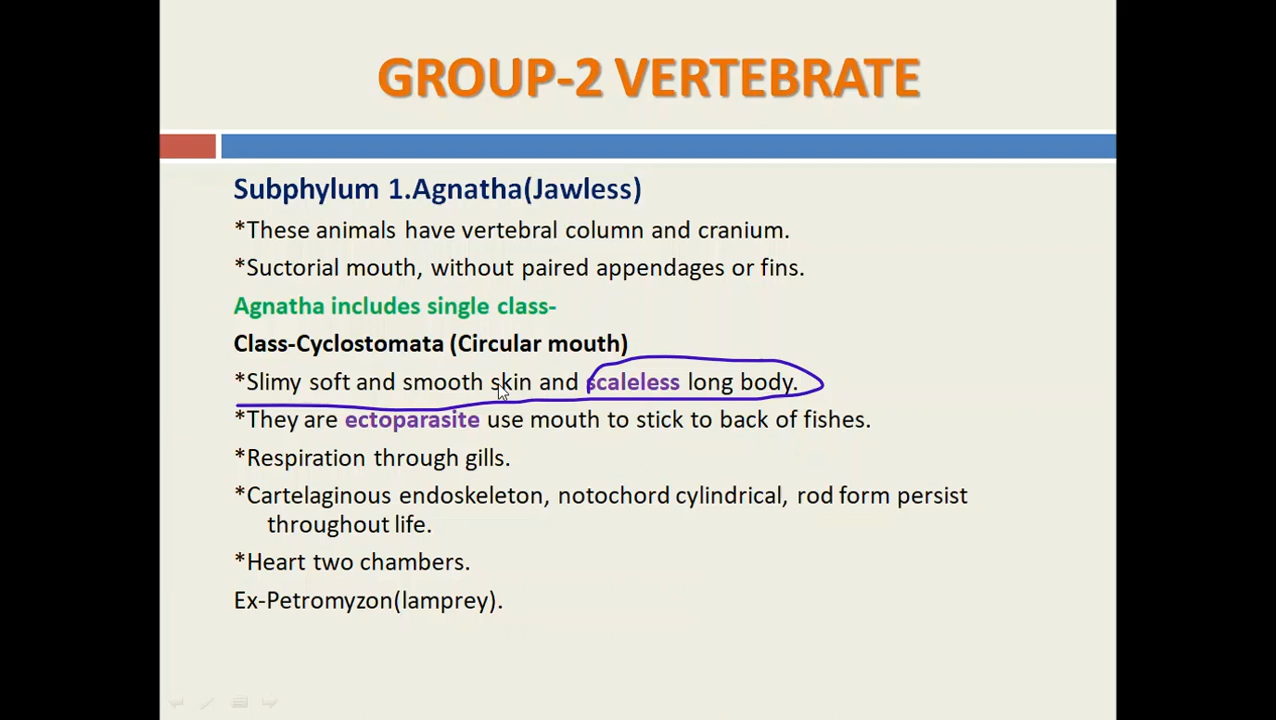 GROUP-2 VERTEBRATE
Subphylum 1.Agnatha(Jawless)
*These animals have vertebral column and cranium.
*Suctorial mouth, without paired appendages or fins.
Agnatha includes single class-
Class-Cyclostomata (Circular mouth)
*Slimy soft and smooth skin and scaleless long body.
*They are ectoparasite use mouth to stick to back of fishes.
*Respiration through gills.
*Cartelaginous endoskeleton, notochord cylindrical, rod form persist
throughout life.
*Heart two chambers.
Ex-Petromyzon(lamprey).